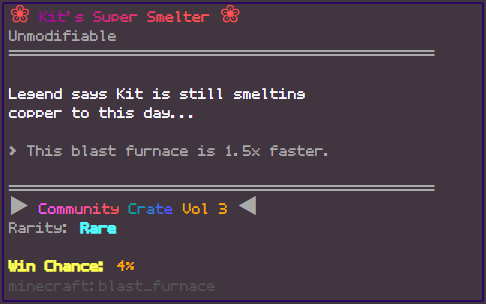 ❀ Kit's Super Smelter ❀
Unmodifiable
Legend says Kit is still smelting
copper to this day...
> This blast furnace is 1.5x faster.
▶ Community Crate Vol 3 ◀
Rarity: Rare
Win Chance: 4%
minecraft:blast_furnace